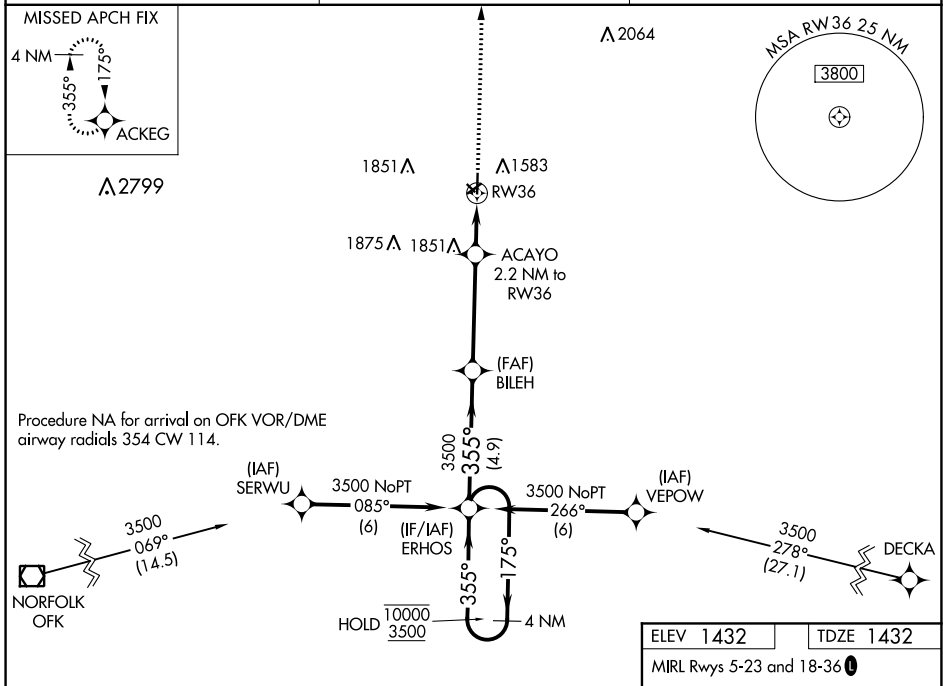 MISSED APCH FIX
4 NM
355°
175°
ACKEG
2799
2064
MSA RW36 25 NM
3800
1851
1583
RW36
1875
1851
ACAYO
2.2 NM to
RW36
(FAF)
BILEH
Procedure NA for arrival on OFK VOR/DME
airway radials 354 CW 114.
3500
355°
(4.9)
(IAF)
SERWU
3500 NoPT
085°
(6)
(IF/IAF)
ERHOS
3500 NoPT
266°
(6)
(IAF)
VEPOW
3500
069°
(14.5)
NORFOLK
OFK
3500
278°
(27.1)
DECKA
355°
175°
HOLD
10000
3500
4 NM
ELEV 1432
TDZE 1432
MIRL Rwys 5-23 and 18-36 L